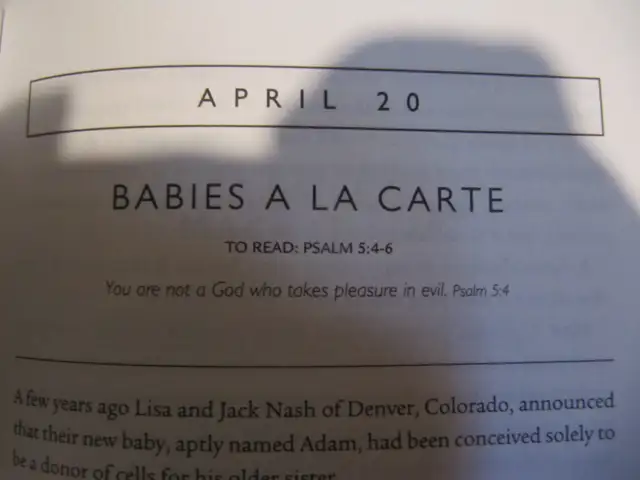 APRIL 20
BABIES A LA CARTE
TO READ: PSALM 5:4-6
You are not a God who takes pleasure in evil. Psalm 5:4
A few years ago Lisa and Jack Nash of Denver, Colorado, announced
that their new baby, aptly named Adam, had been conceived solely to
be a donor of cells for his older sister